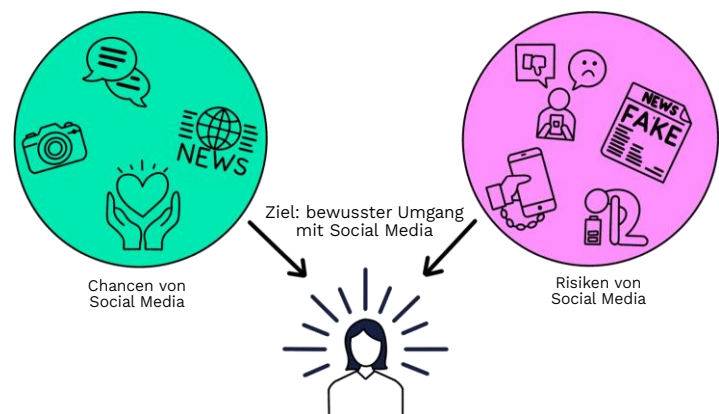 NEWS
NEWS
FAKE
Ziel: bewusster Umgang
mit Social Media
Chancen von
Social Media
Risiken von
Social Media